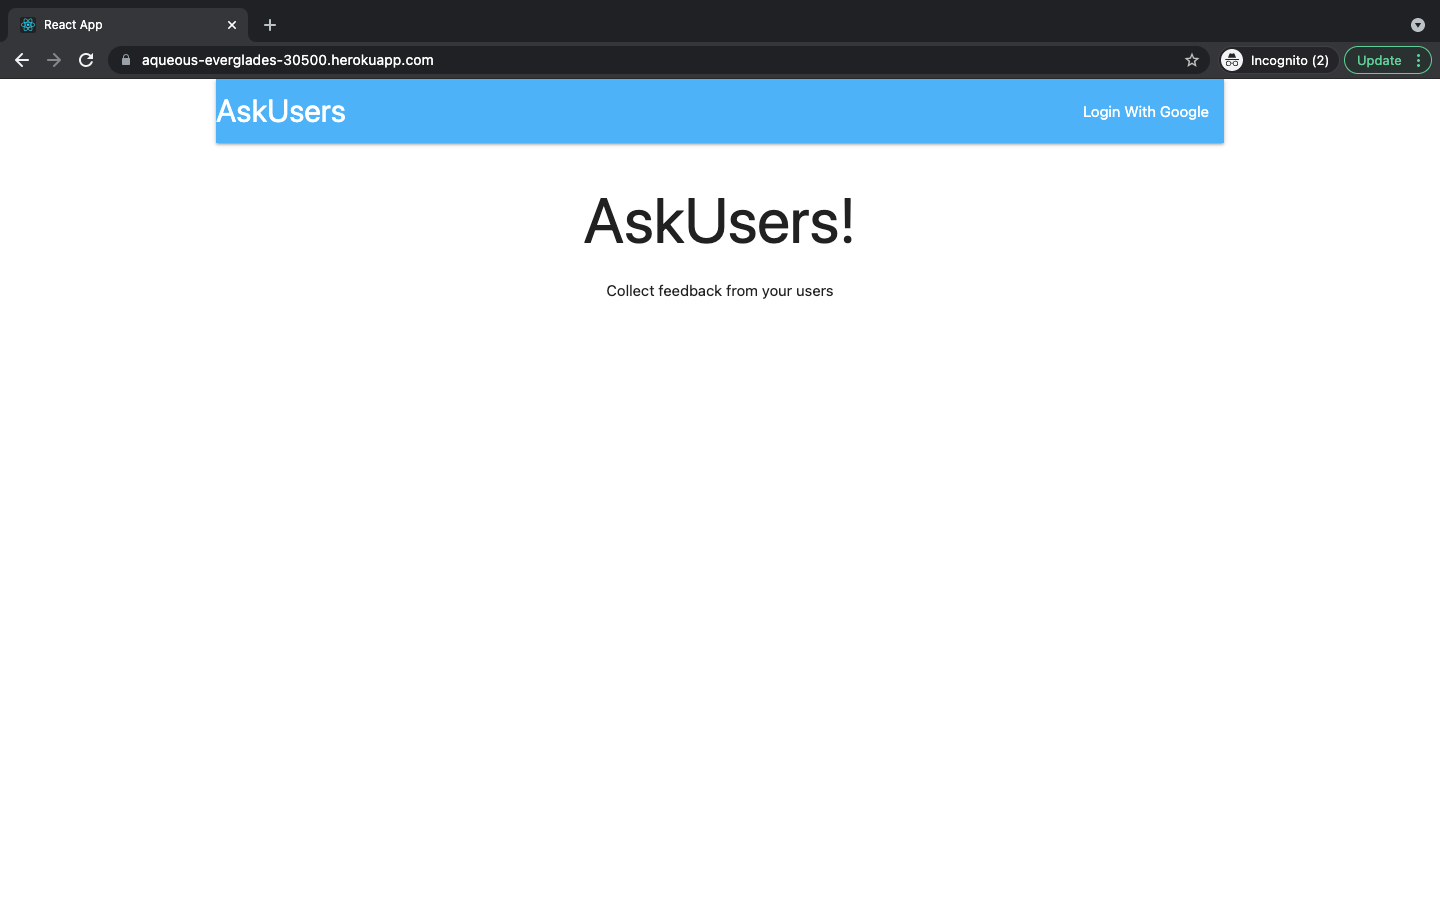 React App
aqueous-everglades-30500.herokuapp.com
Incognito (2)
Update
AskUsers
Login With Google
AskUsers!
Collect feedback from your users